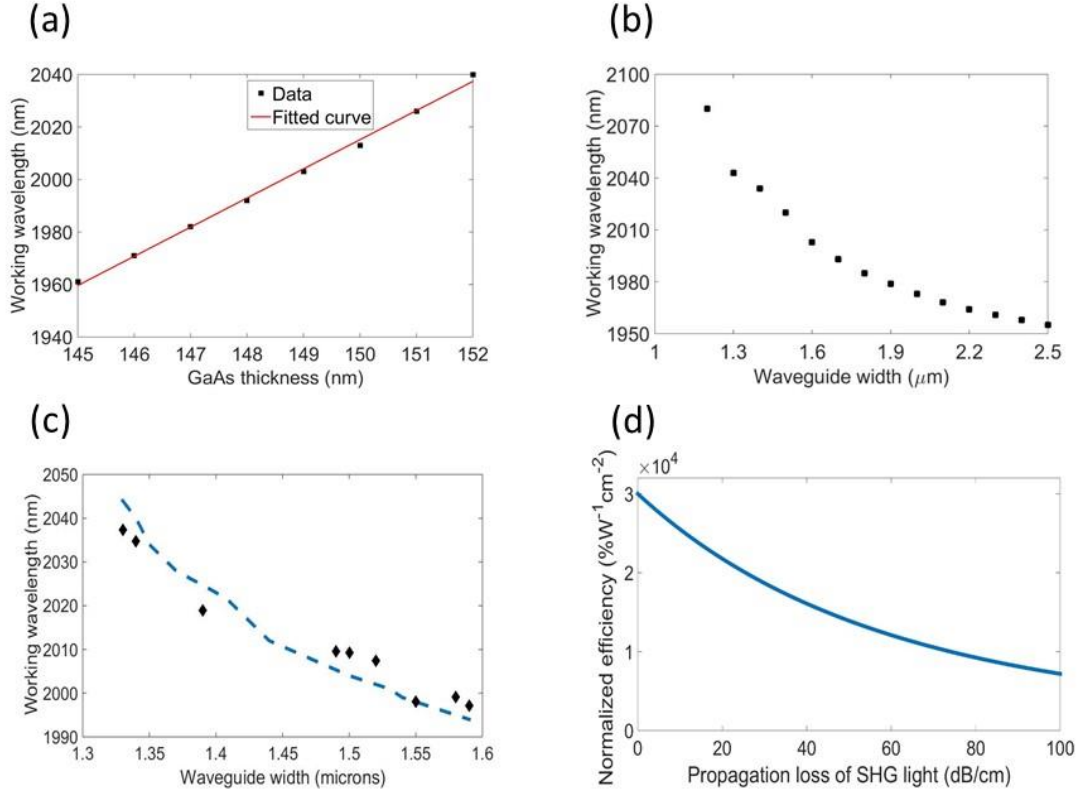 (a)
Working wavelength (nm)
2040
2020
2000
1980
1960
1940
Data
Fitted curve
145 146 147 148 149 150 151 152
GaAs thickness (nm)
(b)
Working wavelength (nm)
2100
2070
2040
2010
1980
1950
1 1.3 1.6 1.9 2.2 2.5
Waveguide width (μm)
(c)
Working wavelength (nm)
2050
2040
2030
2020
2010
2000
1990
1.3 1.35 1.4 1.45 1.5 1.55 1.6
Waveguide width (microns)
(d)
Normalized efficiency (%W⁻¹cm⁻²)
×10⁴
3
2
1
0
0 20 40 60 80 100
Propagation loss of SHG light (dB/cm)